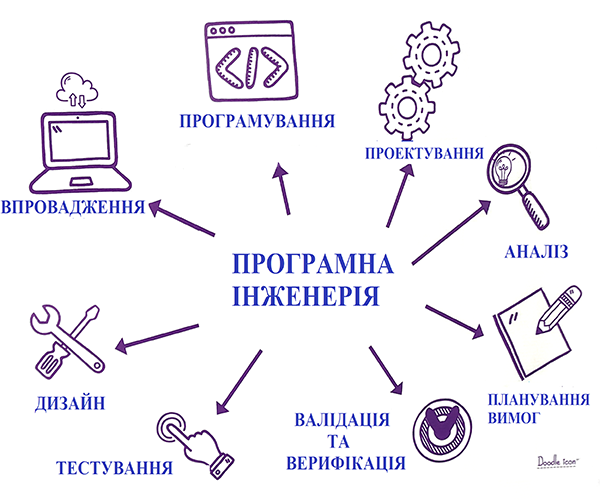 ПРОГРАМУВАННЯ
ПРОЕКТУВАННЯ
ВПРОВАДЖЕННЯ
АНАЛІЗ
ПРОГРАМНА
ІНЖЕНЕРІЯ
ДИЗАЙН
ПЛАНУВАННЯ
ВИМОГ
ВАЛІДАЦІЯ
ТА
ВЕРИФІКАЦІЯ
ТЕСТУВАННЯ
Doodle icon